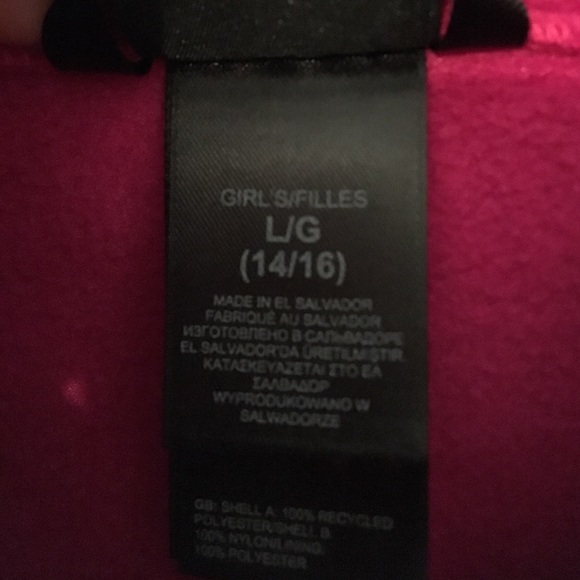 GIRL'S/FILLES
L/G
(14/16)
MADE IN EL SALVADOR
FABRIQUÉ AU SALVADOR
ИЗГОТОВЛЕНО В САЛЬВАДОРЕ
EL SALVADOR'DA ÜRETILMISTIR.
ΚΑΤΑΣΚΕΥΑΖΕΤΑΙ ΣΤΟ ΕΛ
ΣΑΛΒΑΔΟΡ
WYPRODUKOWANO W
SALWADORZE
GB: SHELL A: 100% RECYCLED
POLYESTER/SHELL B:
100% NYLON/LINING:
100% POLYESTER